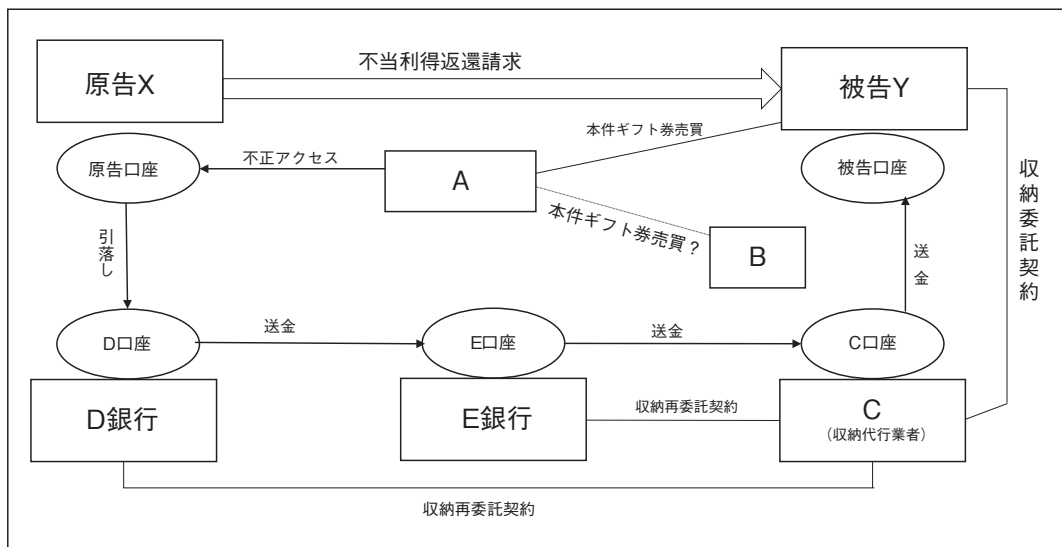 不当利得返還請求
原告X
被告Y
本件ギフト券売買
原告口座
不正アクセス
A
被告口座
収納委託契約
本件ギフト券売買？
B
引落し
送金
D口座
送金
E口座
送金
C口座
D銀行
E銀行
収納再委託契約
C
（収納代行業者）
収納再委託契約